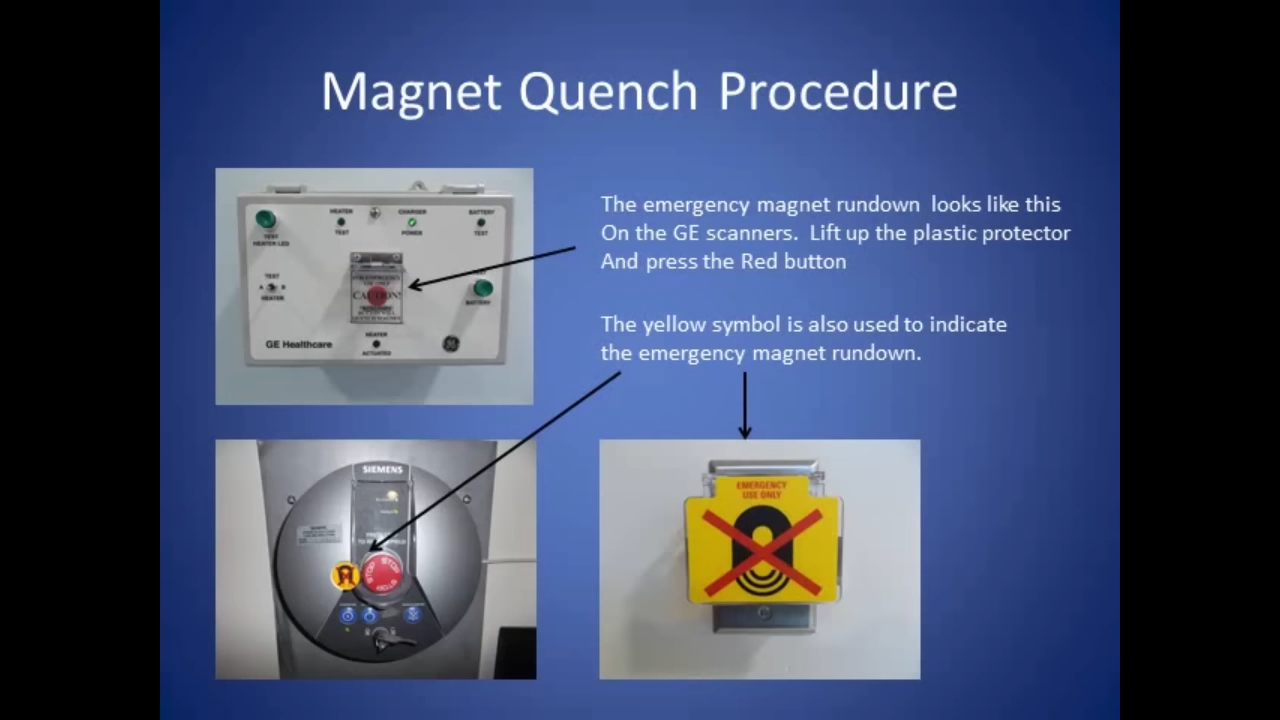 Magnet Quench Procedure
The emergency magnet rundown looks like this
On the GE scanners. Lift up the plastic protector
And press the Red button
The yellow symbol is also used to indicate
the emergency magnet rundown.
HEATER
TEST
CHARGER
POWER
BATTERY
TEST
TEST
HEATER LED
TEST
A B
HEATER
CAUTION!
BATTERY
HEATER
ACTUATED
GE Healthcare
SIEMENS
STOP
STOP
STOP
EMERGENCY
USE ONLY